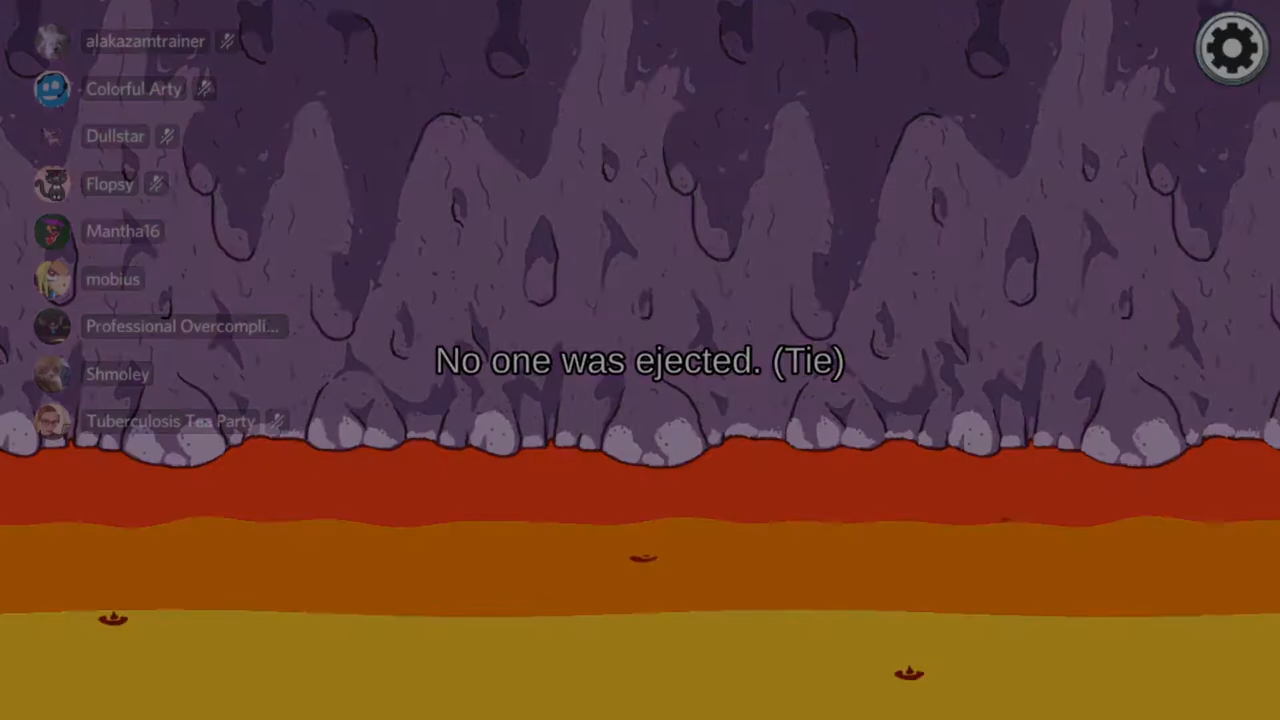 alakazamtrainer
Colorful Arty
Dullstar
Flopsy
Mantha16
mobius
Professional Overcompli...
No one was ejected. (Tie)
Shmoley
Tuberculosis Tea Party